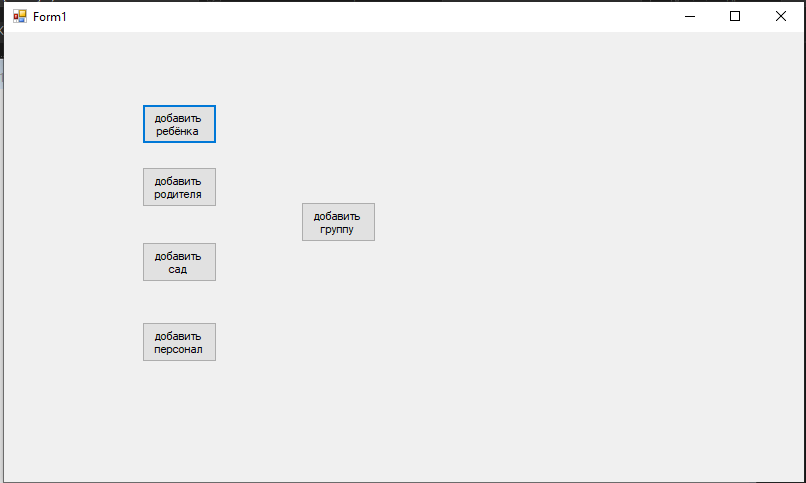 Form1
добавить
ребёнка
добавить
родителя
добавить
группу
добавить
сад
добавить
персонал